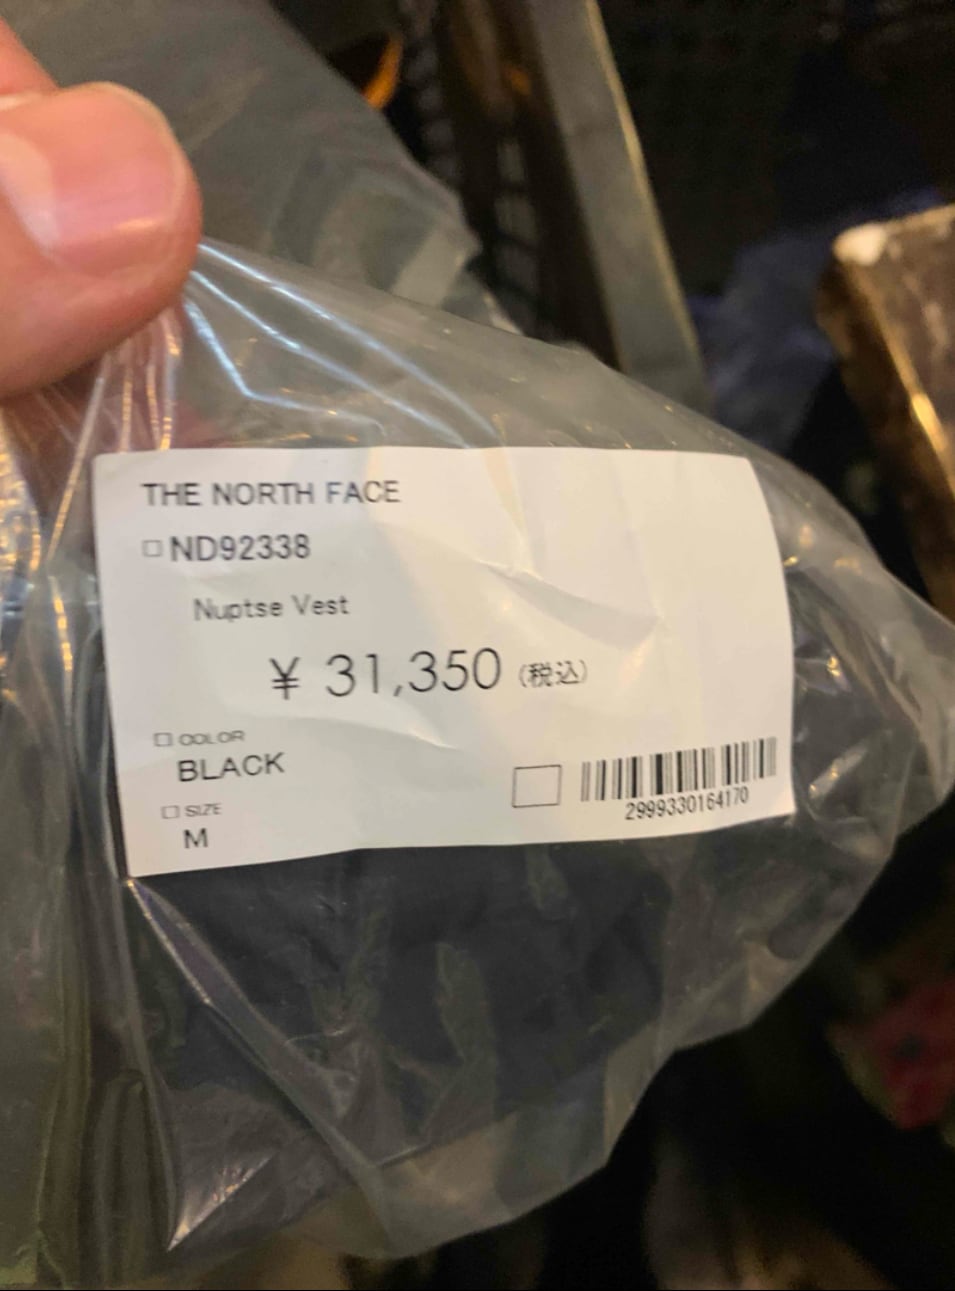 THE NORTH FACE
□ND92338
Nuptse Vest
¥ 31,350 (税込)
□ COLOR
BLACK
□ SIZE
M
2999330164170